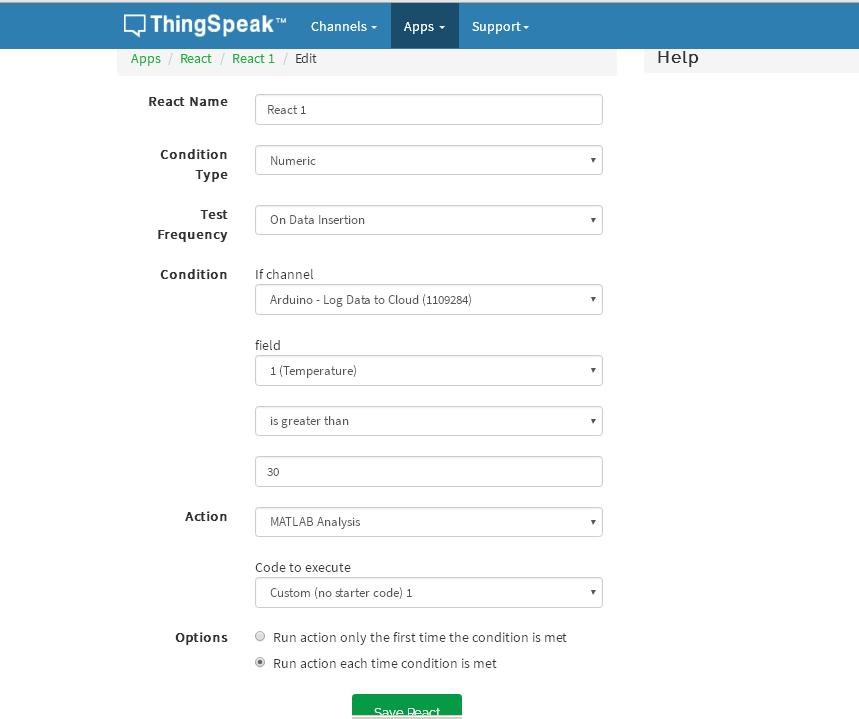 ThingSpeak™ Channels Apps Support
Apps / React / React 1 / Edit
Help
React Name
React 1
Condition Type
Numeric
Test Frequency
On Data Insertion
Condition
If channel
Arduino - Log Data to Cloud (1109284)
field
1 (Temperature)
is greater than
30
Action
MATLAB Analysis
Code to execute
Custom (no starter code) 1
Options
Run action only the first time the condition is met
Run action each time condition is met
Save React